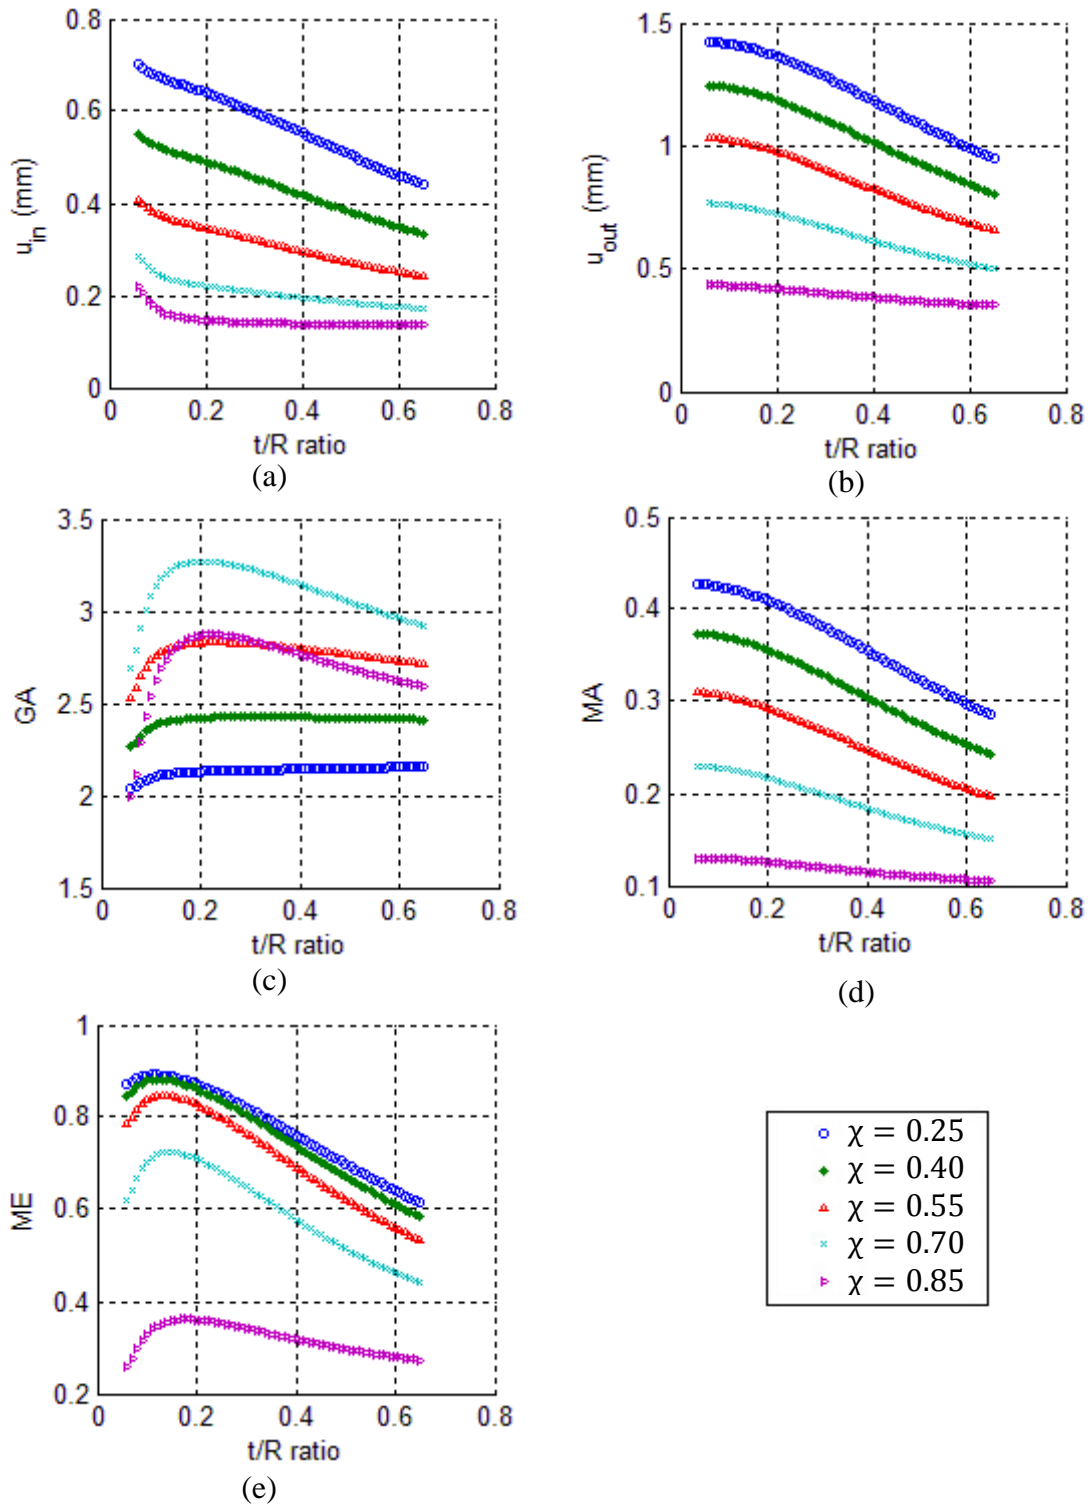 0.8
0.6
0.4
0.2
0
u_in (mm)
0 0.2 0.4 0.6 0.8
t/R ratio
(a)
1.5
1
0.5
0
u_out (mm)
0 0.2 0.4 0.6 0.8
t/R ratio
(b)
3.5
3
2.5
2
1.5
GA
0 0.2 0.4 0.6 0.8
t/R ratio
(c)
0.5
0.4
0.3
0.2
0.1
MA
0 0.2 0.4 0.6 0.8
t/R ratio
(d)
1
0.8
0.6
0.4
0.2
ME
0 0.2 0.4 0.6 0.8
t/R ratio
(e)
χ = 0.25
χ = 0.40
χ = 0.55
χ = 0.70
χ = 0.85